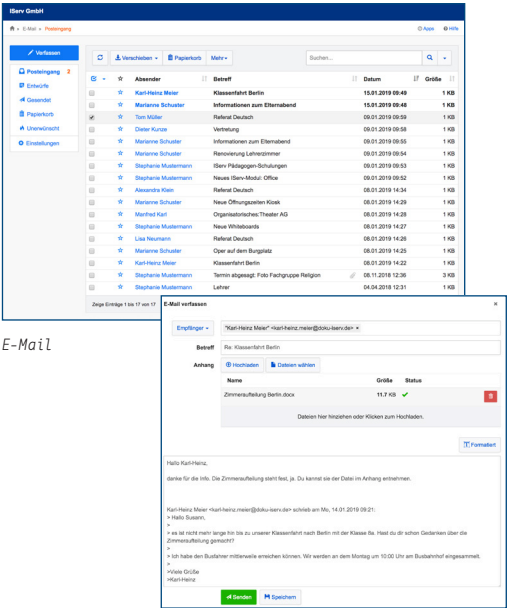 IServ GmbH
E-Mail Posteingang Apps Hilfe
Verfassen Verschieben Papierkorb Mehr Suchen...
Posteingang 2
Entwürfe
Gesendet
Papierkorb
Unerwünscht
Einstellungen
Absender Betreff Datum Größe
Karl-Heinz Meier Klassenfahrt Berlin 15.01.2019 09:49 1 KB
Marianne Schuster Informationen zum Elternabend 15.01.2019 09:48 1 KB
Tom Müller Referat Deutsch 09.01.2019 09:59 1 KB
Dieter Kunze Vertretung 09.01.2019 09:58 1 KB
Marianne Schuster Informationen zum Elternabend 09.01.2019 09:55 1 KB
Marianne Schuster Renovierung Lehrerzimmer 09.01.2019 09:54 1 KB
Stephanie Mustermann IServ Pädagogen-Schulungen 09.01.2019 09:53 1 KB
Stephanie Mustermann Neues IServ-Modul: Office 09.01.2019 09:52 1 KB
Alexandra Klein Referat Deutsch 08.01.2019 14:34 1 KB
Marianne Schuster Neue Öffnungszeiten Kiosk 08.01.2019 14:29 1 KB
Manfred Karl Organisatorisches: Theater AG 08.01.2019 14:28 1 KB
Stephanie Mustermann Neue Whiteboards 08.01.2019 14:27 1 KB
Lisa Neumann Referat Deutsch 08.01.2019 14:26 1 KB
Marianne Schuster Oper auf dem Burgplatz 08.01.2019 14:25 1 KB
Karl-Heinz Meier Klassenfahrt Berlin 08.01.2019 14:22 1 KB
Stephanie Mustermann Termin abgesagt: Foto Fachgruppe Religion 08.11.2018 12:36 3 KB
Stephanie Mustermann Lehrer 04.04.2018 12:31 1 KB
Zeige Einträge 1 bis 17 von 17
E-Mail
E-Mail verfassen ×
Empfänger "Karl-Heinz Meier" <karl-heinz.meier@doku-iserv.de> ×
Betreff Re: Klassenfahrt Berlin
Anhang Hochladen Dateien wählen
Name Größe Status
Zimmeraufteilung Berlin.docx 11.7 KB
Dateien hier hinziehen oder Klicken zum Hochladen.
Formatiert
Hallo Karl-Heinz,
danke für die Info. Die Zimmeraufteilung steht fest, ja. Du kannst sie der Datei im Anhang entnehmen.
Karl-Heinz Meier <karl-heinz.meier@doku-iserv.de> schrieb am Mo, 14.01.2019 09:21:
> Hallo Susann,
>
> es ist nicht mehr lange hin bis zu unserer Klassenfahrt nach Berlin mit der Klasse 8a. Hast du dir schon Gedanken über die
Zimmeraufteilung gemacht?
>
> Ich habe den Busfahrer mittlerweile erreichen können. Wir werden an dem Montag um 10:00 Uhr am Busbahnhof eingesammelt.
>
>Viele Grüße
>Karl-Heinz
Senden Speichern